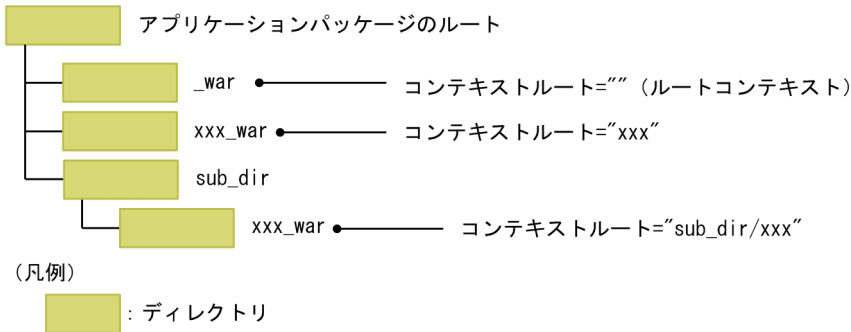 アプリケーションパッケージのルート
_war
コンテキストルート=""(ルートコンテキスト)
xxx_war
コンテキストルート="xxx"
sub_dir
xxx_war
コンテキストルート="sub_dir/xxx"
(凡例)
:ディレクトリ